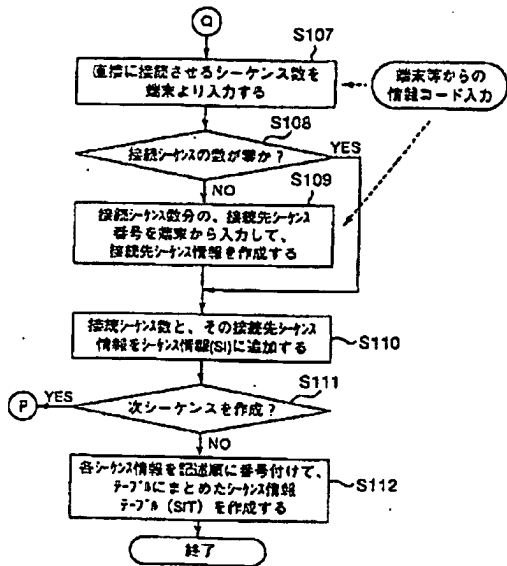 Q
S107
直接に接続させるシーケンス数を
端末より入力する
端末等からの
情報コード入力
S108
接続シーケンスの数が零か？
YES
NO
S109
接続シーケンス数分の、接続先シーケンス
番号を端末から入力して、
接続先シーケンス情報を作成する
接続シーケンス数と、その接続先シーケンス
情報をシーケンス情報(SI)に追加する
S110
S111
P
YES
次シーケンスを作成？
NO
各シーケンス情報を記述順に番号付けて、
テーブルにまとめたシーケンス情報
テーブル（SIT）を作成する
S112
終了